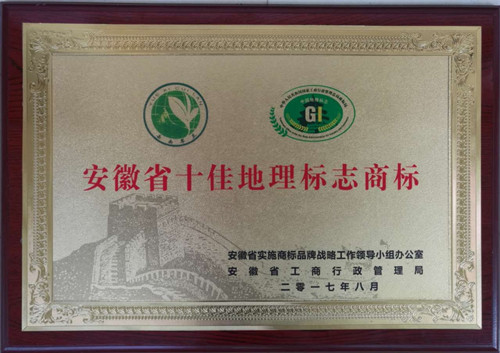 GI
安徽省十佳地理标志商标
安徽省实施商标品牌战略工作领导小组办公室
安徽省工商行政管理局
二零一七年八月